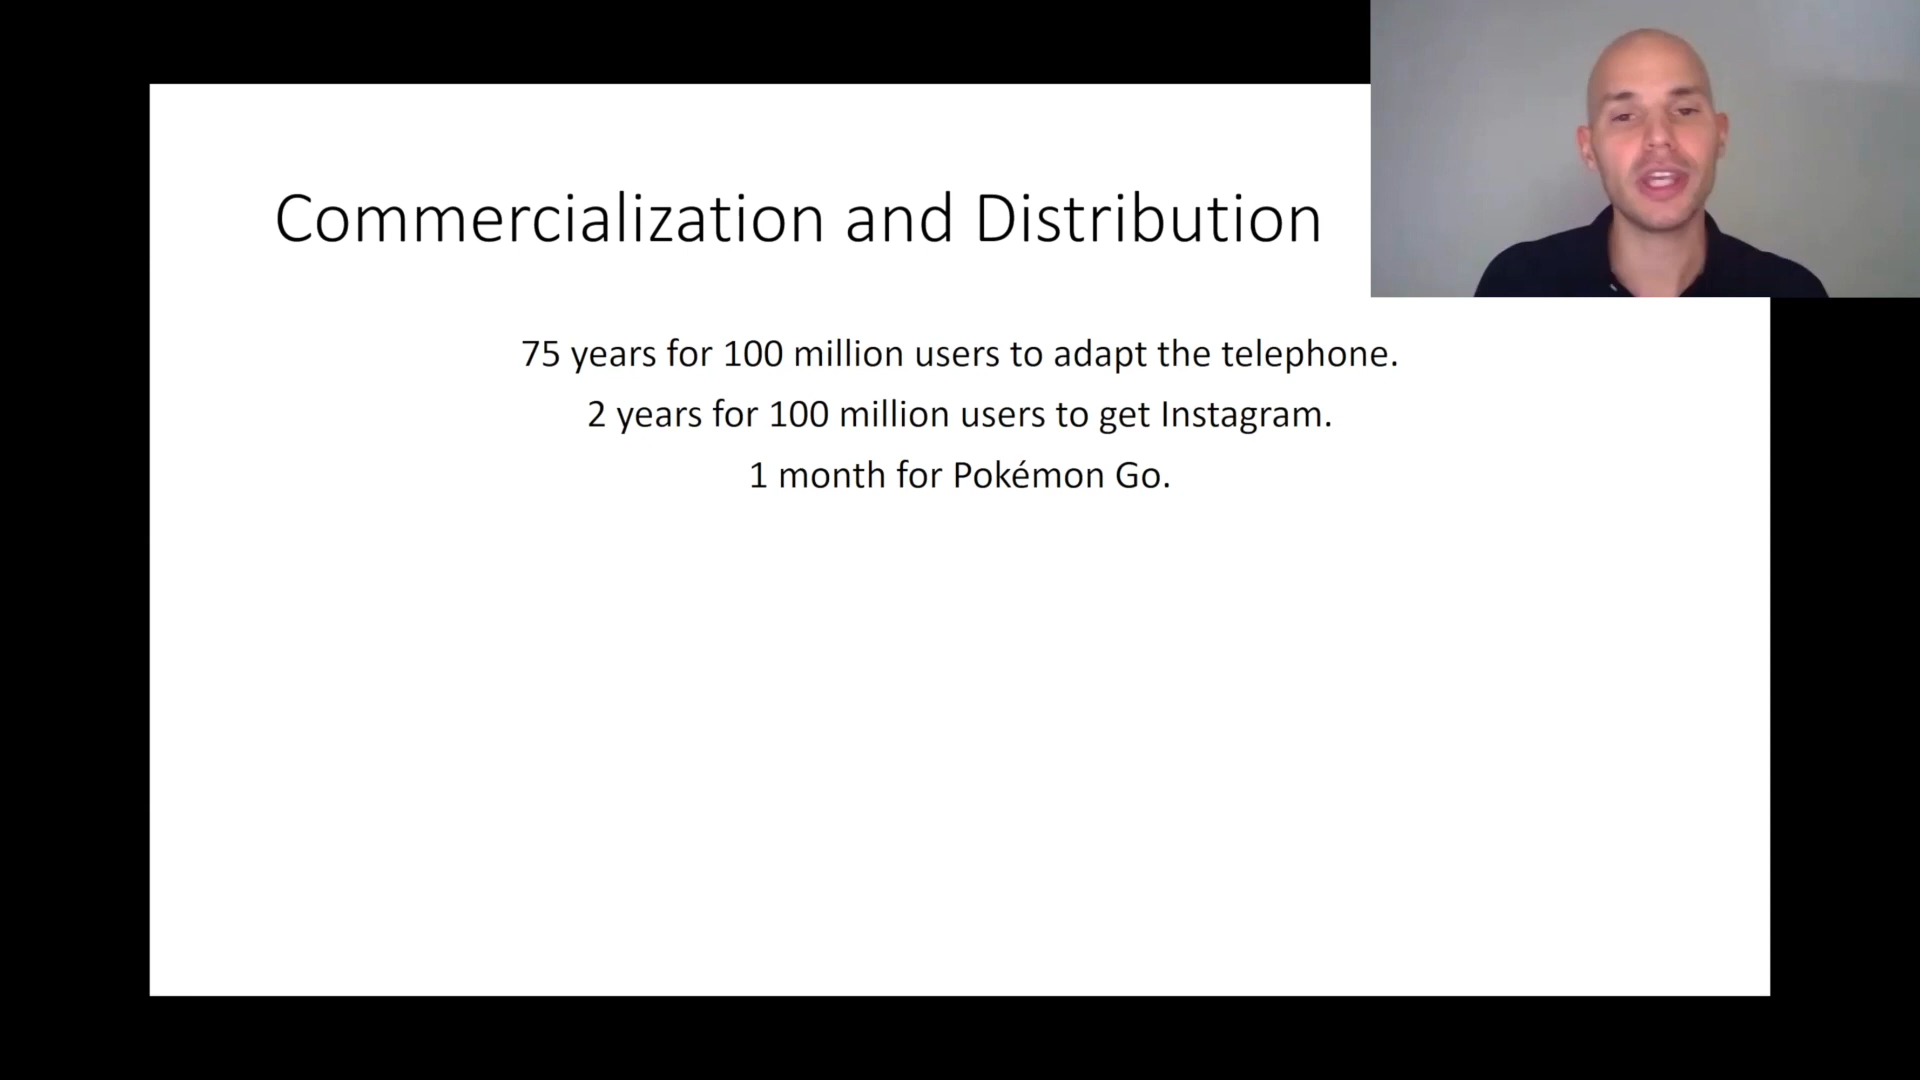 Commercialization and Distribution
75 years for 100 million users to adapt the telephone.
2 years for 100 million users to get Instagram.
1 month for Pokémon Go.